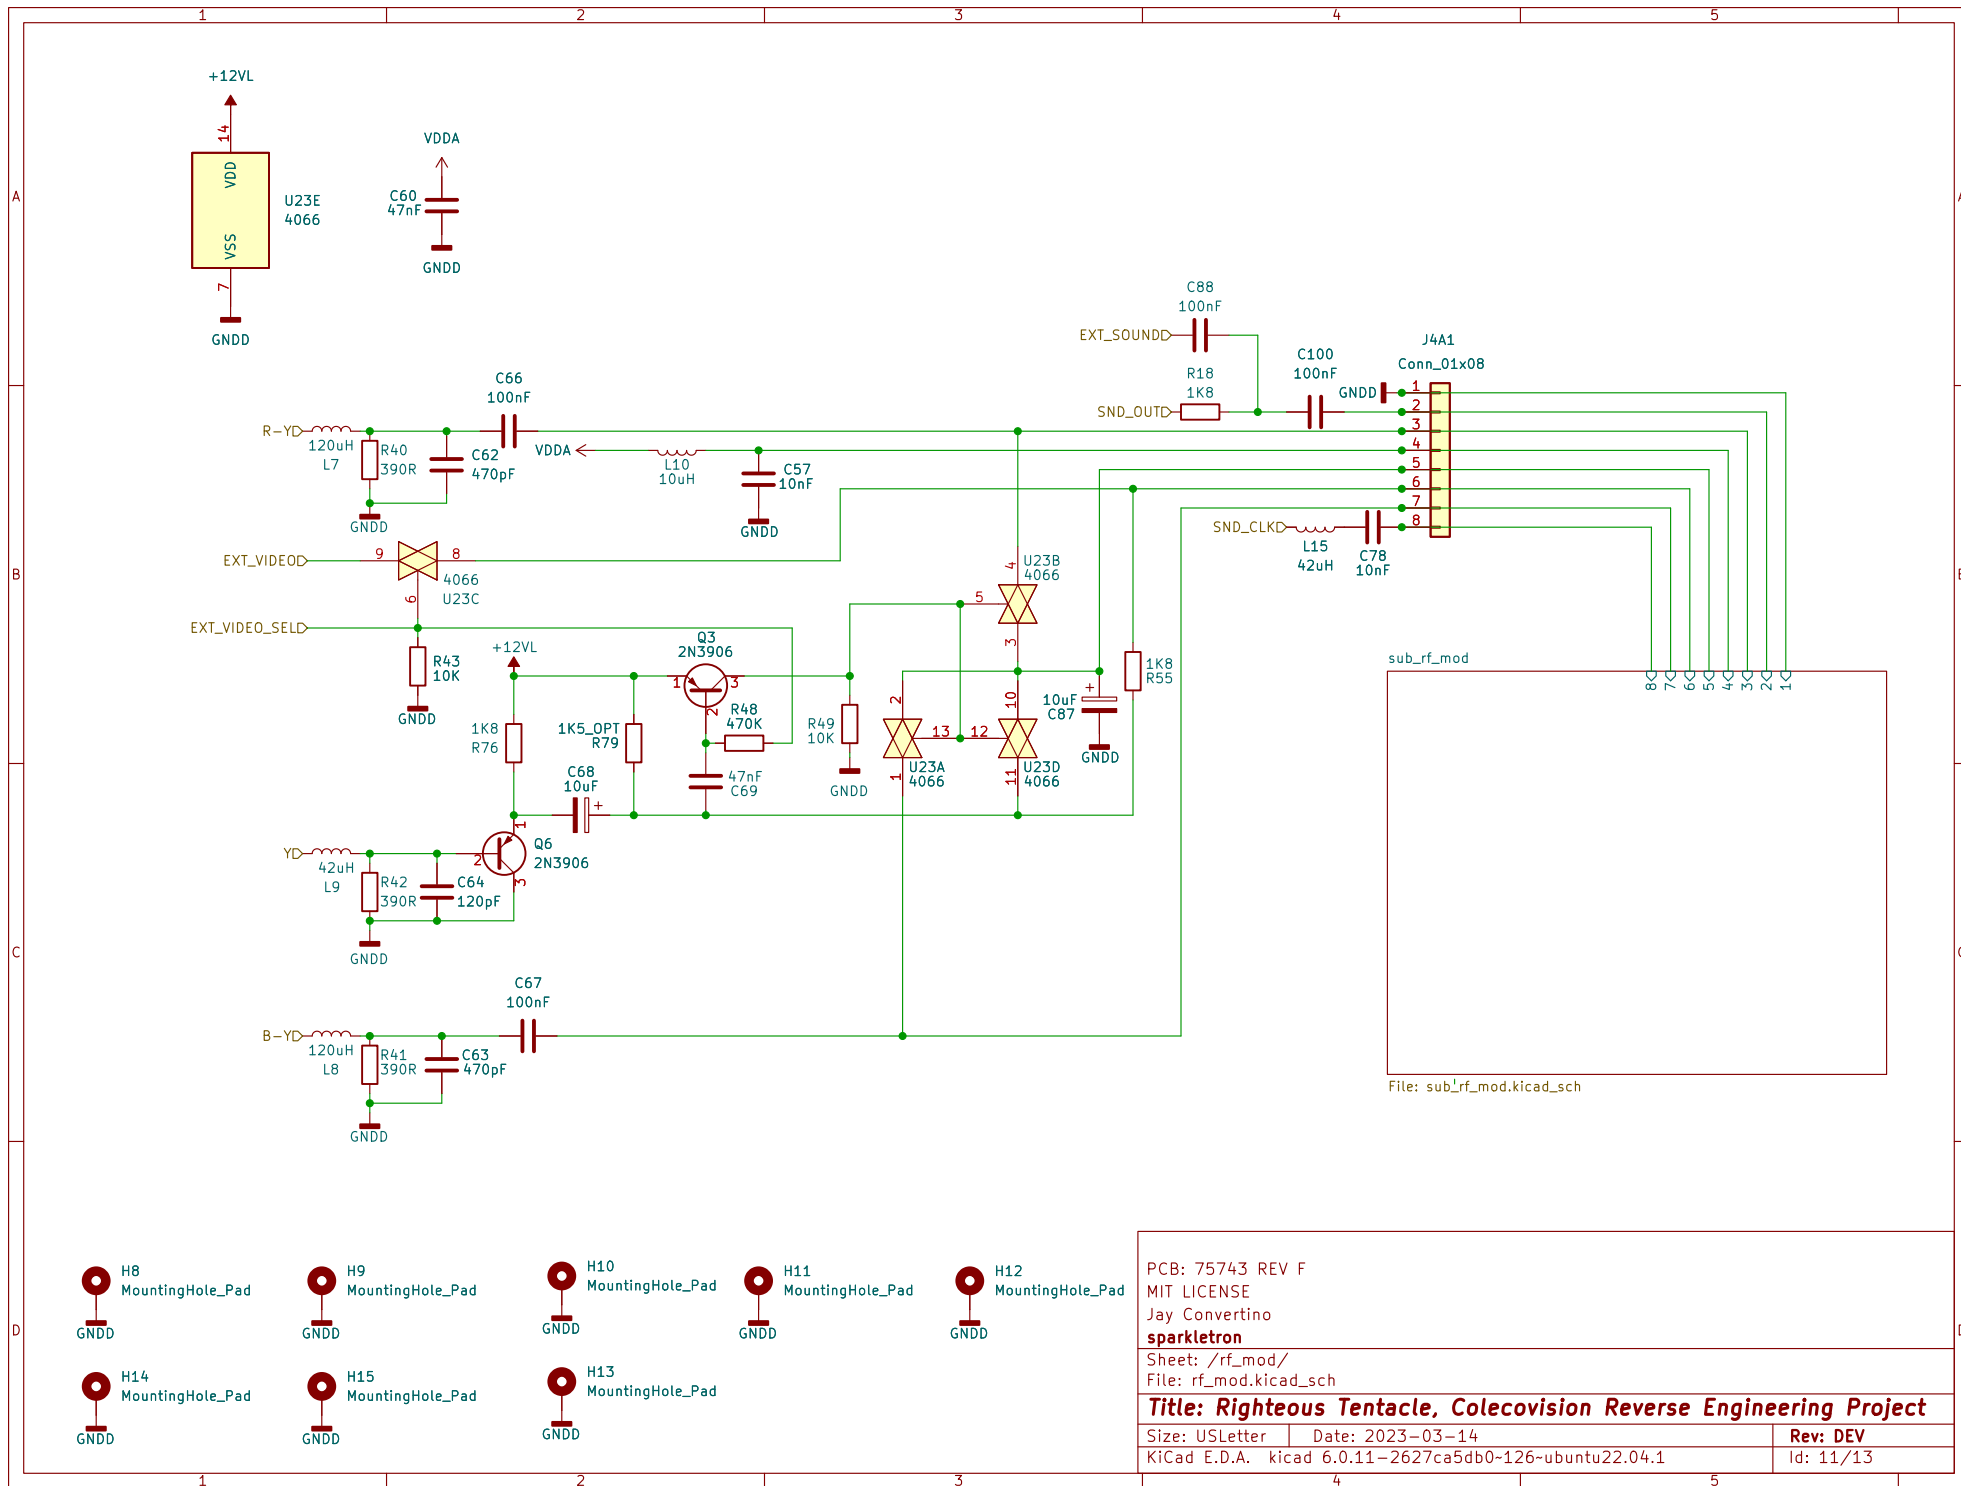 1 2 3 4 5
+12VL
14
VDD
VSS
U23E
4066
7
GNDD
VDDA
C60
47nF
GNDD
A
C88
100nF
EXT_SOUND
R18
1K8
SND_OUT
C100
100nF
J4A1
Conn_01x08
GNDD
1
2
3
4
5
6
7
8
C66
100nF
R-Y
120uH
L7
R40
390R
C62
470pF
GNDD
VDDA
L10
10uH
C57
10nF
GNDD
SND_CLK
L15
42uH
C78
10nF
EXT_VIDEO
9
8
6
4066
U23C
B
EXT_VIDEO_SEL
R43
10K
GNDD
+12VL
1K8
R76
1K5_OPT
R79
Q3
2N3906
1
3
2
R48
470K
47nF
C69
C68
10uF
+
R49
10K
GNDD
4
U23B
4066
5
3
2
13
1
U23A
4066
10
12
11
U23D
4066
+
10uF
C87
GNDD
1K8
R55
sub_rf_mod
8 7 6 5 4 3 2 1
File: sub_rf_mod.kicad_sch
Y
42uH
L9
R42
390R
C64
120pF
GNDD
1
2
3
Q6
2N3906
C
C67
100nF
B-Y
120uH
L8
R41
390R
C63
470pF
GNDD
H8
MountingHole_Pad
GNDD
H9
MountingHole_Pad
GNDD
H10
MountingHole_Pad
GNDD
H11
MountingHole_Pad
GNDD
H12
MountingHole_Pad
GNDD
D
H14
MountingHole_Pad
GNDD
H15
MountingHole_Pad
GNDD
H13
MountingHole_Pad
GNDD
PCB: 75743 REV F
MIT LICENSE
Jay Convertino
sparkletron
Sheet: /rf_mod/
File: rf_mod.kicad_sch
Title: Righteous Tentacle, Colecovision Reverse Engineering Project
Size: USLetter Date: 2023-03-14 Rev: DEV
KiCad E.D.A. kicad 6.0.11-2627ca5db0~126~ubuntu22.04.1 Id: 11/13
1 2 3 4 5